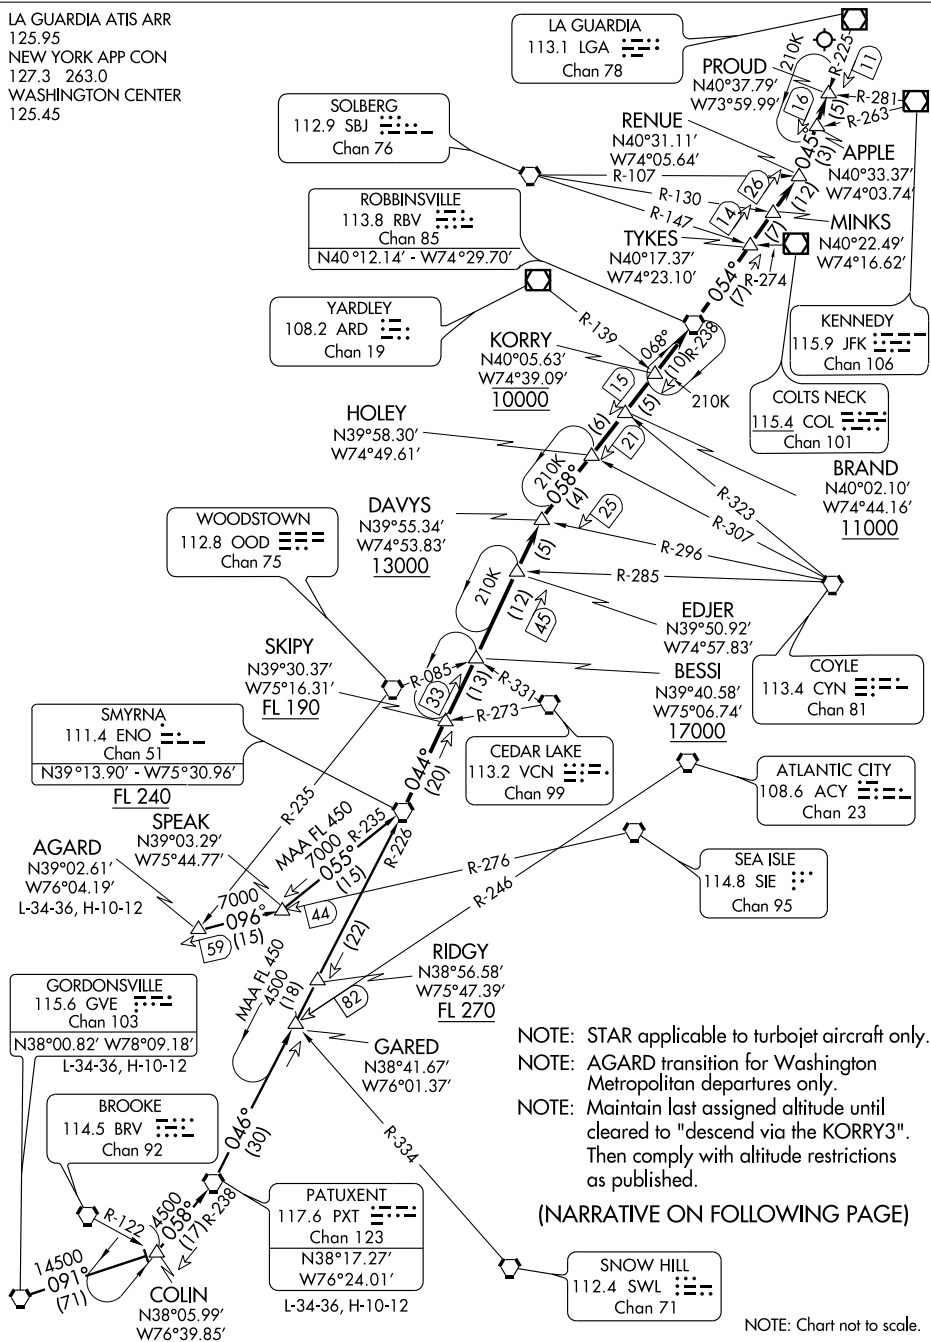 LA GUARDIA ATIS ARR
125.95
NEW YORK APP CON
127.3 263.0
WASHINGTON CENTER
125.45
LA GUARDIA
113.1 LGA
Chan 78
SOLBERG
112.9 SBJ
Chan 76
ROBBINSVILLE
113.8 RBV
Chan 85
N40°12.14' - W74°29.70'
YARDLEY
108.2 ARD
Chan 19
PROUD
N40°37.79'
W73°59.99'
RENUE
N40°31.11'
W74°05.64'
APPLE
N40°33.37'
W74°03.74'
MINKS
N40°22.49'
W74°16.62'
TYKES
N40°17.37'
W74°23.10'
210K
R-225
11
R-281
R-263
16
(5)
045°
(3)
R-107
26
(12)
R-130
14
R-147
(7)
R-274
054°
(7)
KENNEDY
115.9 JFK
Chan 106
COLTS NECK
115.4 COL
Chan 101
R-139
068°
R-238
(10)
210K
KORRY
N40°05.63'
W74°39.09'
10000
15
(5)
HOLEY
N39°58.30'
W74°49.61'
(6)
21
BRAND
N40°02.10'
W74°44.16'
11000
210K
058°
(4)
R-323
R-307
DAVYS
N39°55.34'
W74°53.83'
13000
25
R-296
WOODSTOWN
112.8 OOD
Chan 75
(5)
R-285
210K
(12)
45
EDJER
N39°50.92'
W74°57.83'
BESSI
N39°40.58'
W75°06.74'
17000
COYLE
113.4 CYN
Chan 81
SKIPY
N39°30.37'
W75°16.31'
FL 190
R-085
33
(13)
R-331
R-273
SMYRNA
111.4 ENO
Chan 51
N39°13.90' - W75°30.96'
FL 240
044°
(20)
CEDAR LAKE
113.2 VCN
Chan 99
ATLANTIC CITY
108.6 ACY
Chan 23
R-235
SPEAK
N39°03.29'
W75°44.77'
AGARD
N39°02.61'
W76°04.19'
L-34-36, H-10-12
MAA FL 450
7000
R-235
055°
(15)
R-226
R-276
R-246
SEA ISLE
114.8 SIE
Chan 95
7000
096°
(15)
59
44
(22)
MAA FL 450
4500
(18)
82
RIDGY
N38°56.58'
W75°47.39'
FL 270
GORDONSVILLE
115.6 GVE
Chan 103
N38°00.82' W78°09.18'
L-34-36, H-10-12
GARED
N38°41.67'
W76°01.37'
NOTE: STAR applicable to turbojet aircraft only.
NOTE: AGARD transition for Washington
Metropolitan departures only.
NOTE: Maintain last assigned altitude until
cleared to "descend via the KORRY3".
Then comply with altitude restrictions
as published.
(NARRATIVE ON FOLLOWING PAGE)
BROOKE
114.5 BRV
Chan 92
046°
(30)
R-334
R-122
4500
058°
R-238
(17)
PATUXENT
117.6 PXT
Chan 123
N38°17.27'
W76°24.01'
L-34-36, H-10-12
14500
091°
(71)
COLIN
N38°05.99'
W76°39.85'
SNOW HILL
112.4 SWL
Chan 71
NOTE: Chart not to scale.